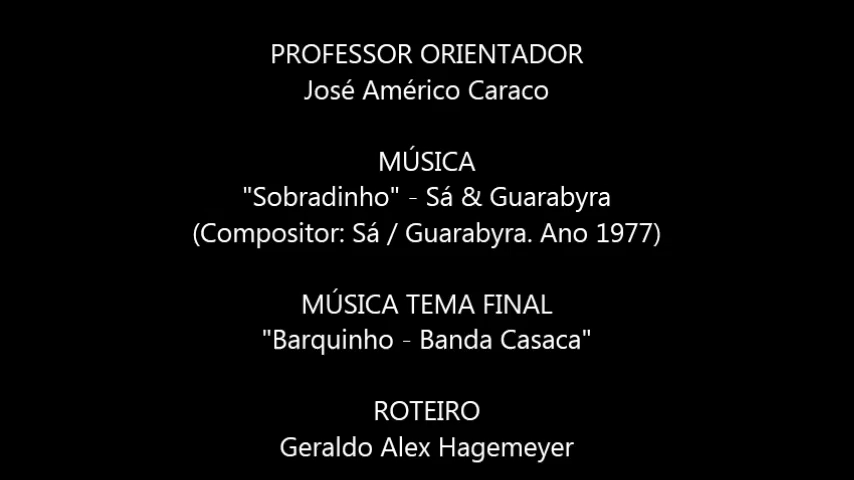 PROFESSOR ORIENTADOR
José Américo Caraco
MÚSICA
"Sobradinho" - Sá & Guarabyra
(Compositor: Sá / Guarabyra. Ano 1977)
MÚSICA TEMA FINAL
"Barquinho - Banda Casaca"
ROTEIRO
Geraldo Alex Hagemeyer